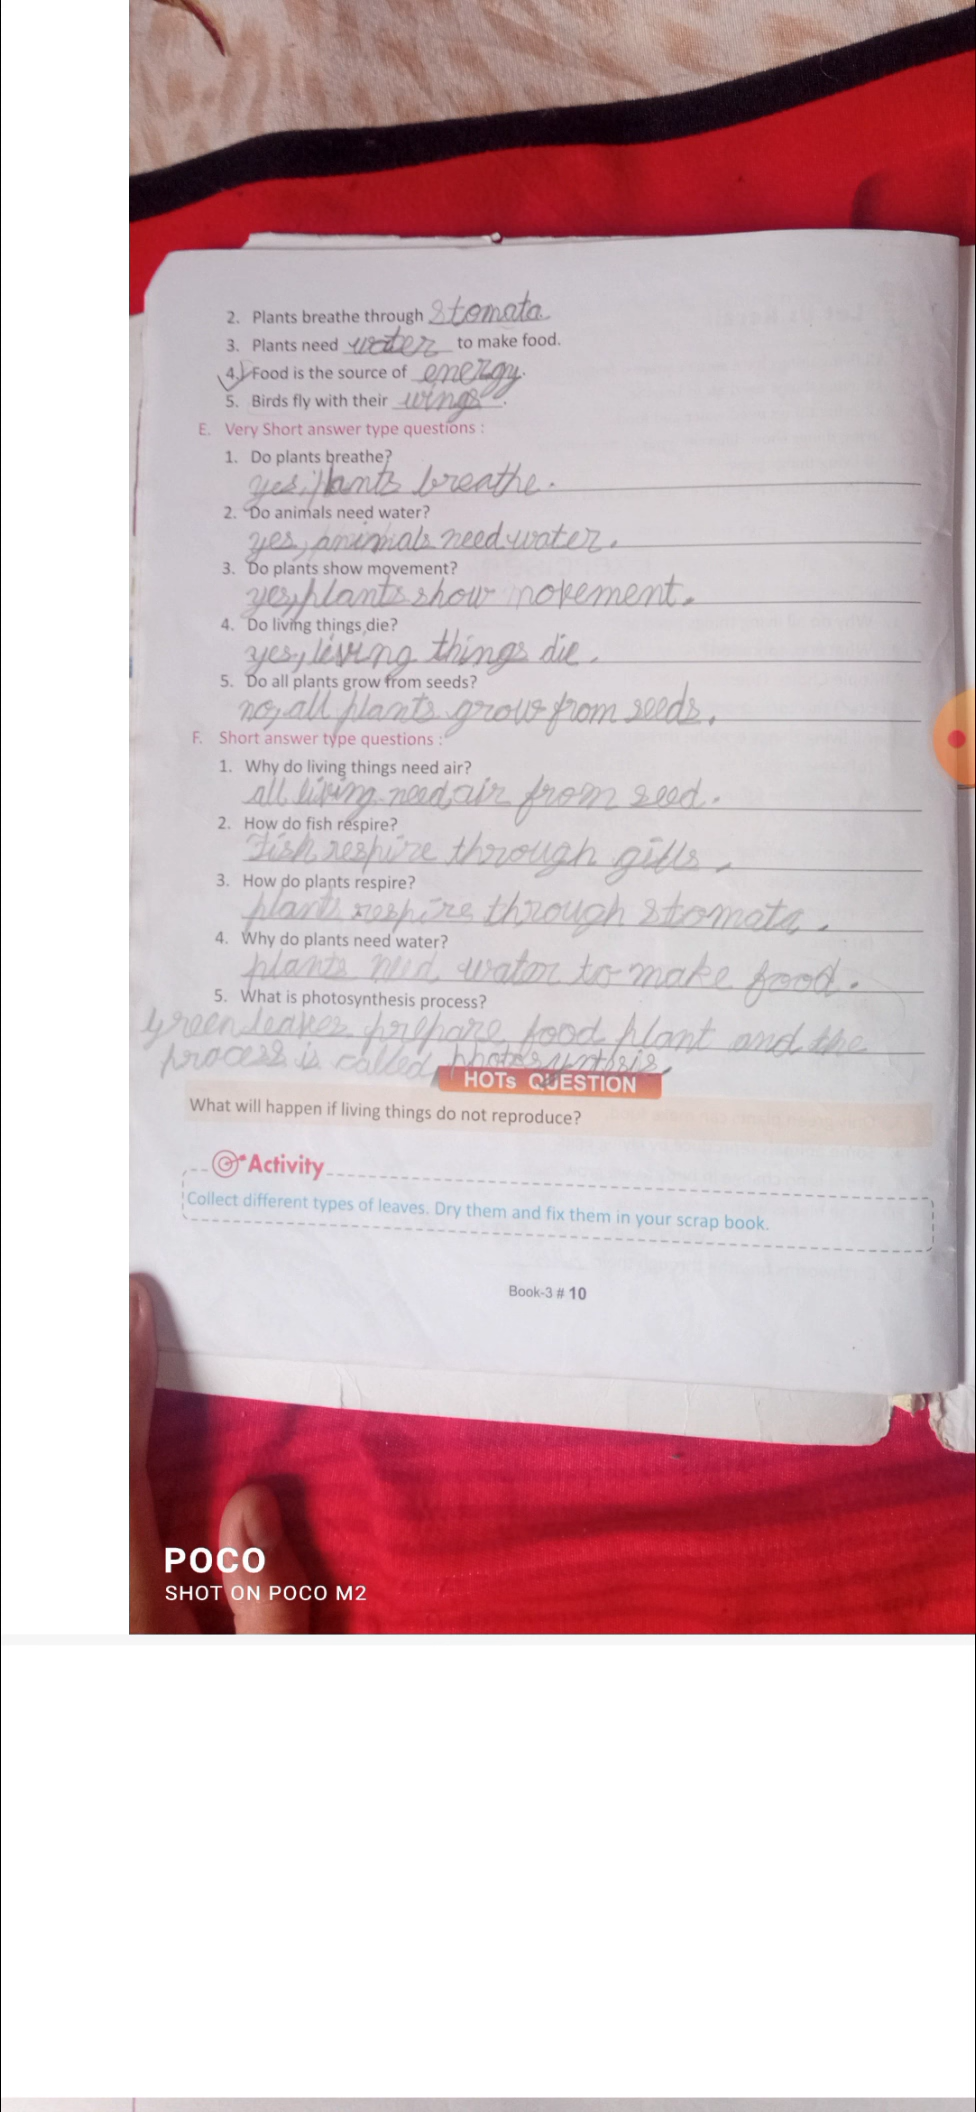 2. Plants breathe through stomata
3. Plants need water to make food.
4. Food is the source of energy.
5. Birds fly with their wings.
E. Very Short answer type questions :
1. Do plants breathe?
yes, plants breathe.
2. Do animals need water?
yes, animals need water.
3. Do plants show movement?
yes, plants show movement.
4. Do living things die?
yes, living things die.
5. Do all plants grow from seeds?
no, all plants grow from seeds.
F. Short answer type questions :
1. Why do living things need air?
all living need air from seed.
2. How do fish respire?
Fish respire through gills.
3. How do plants respire?
plants respire through stomata.
4. Why do plants need water?
plants need water to make food.
5. What is photosynthesis process?
Green leaves prepare food plant and the
process is called photosynthsis.
HOTs QUESTION
What will happen if living things do not reproduce?
Activity
Collect different types of leaves. Dry them and fix them in your scrap book.
Book-3 # 10
POCO
SHOT ON POCO M2